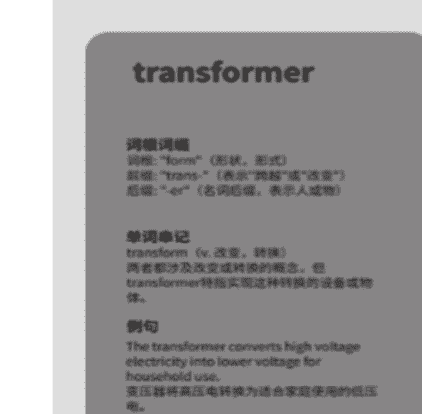 transformer
词根词缀
词根: "form"（形状，形式）
前缀: "trans-"（表示"跨越"或"改变"）
后缀: "-er"（名词后缀，表示人或物）
单词串记
transform（v. 改变，转换）
两者都涉及改变或转换的概念，但
transformer特指实现这种转换的设备或物
体。
例句
The transformer converts high voltage
electricity into lower voltage for
household use.
变压器将高压电转换为适合家庭使用的低压
电。